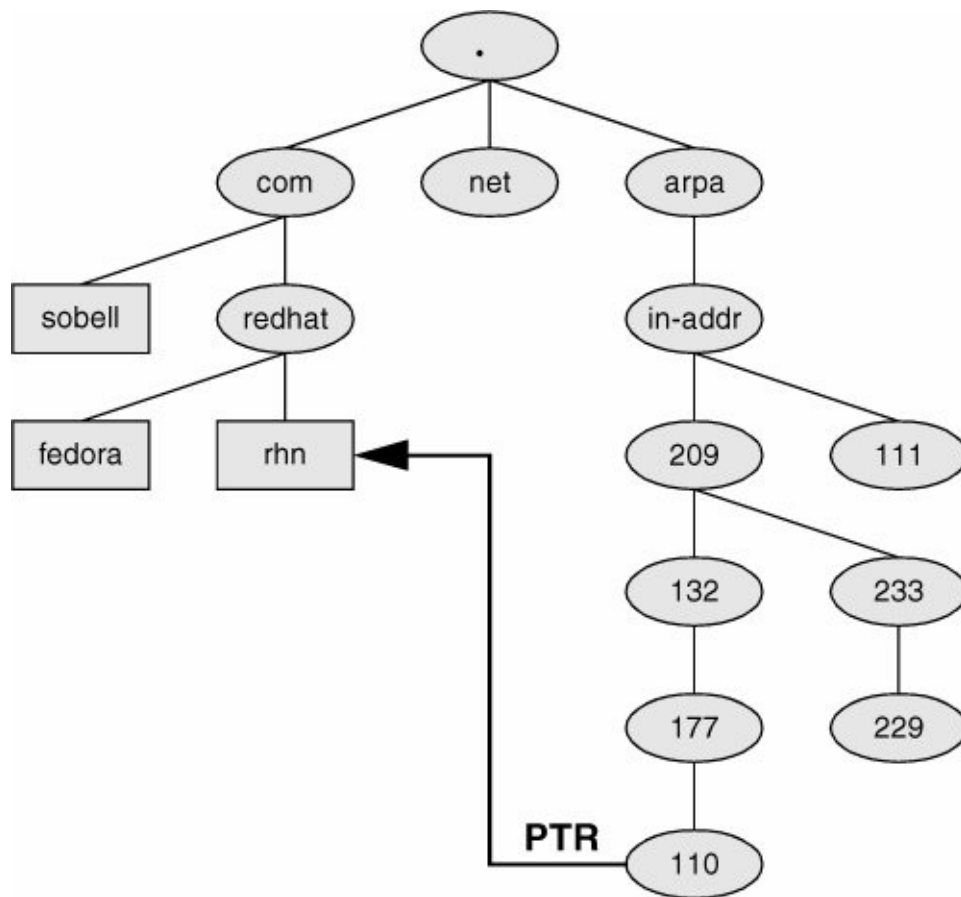 .
com
net
arpa
sobell
redhat
in-addr
fedora
rhn
209
111
132
233
177
229
PTR
110